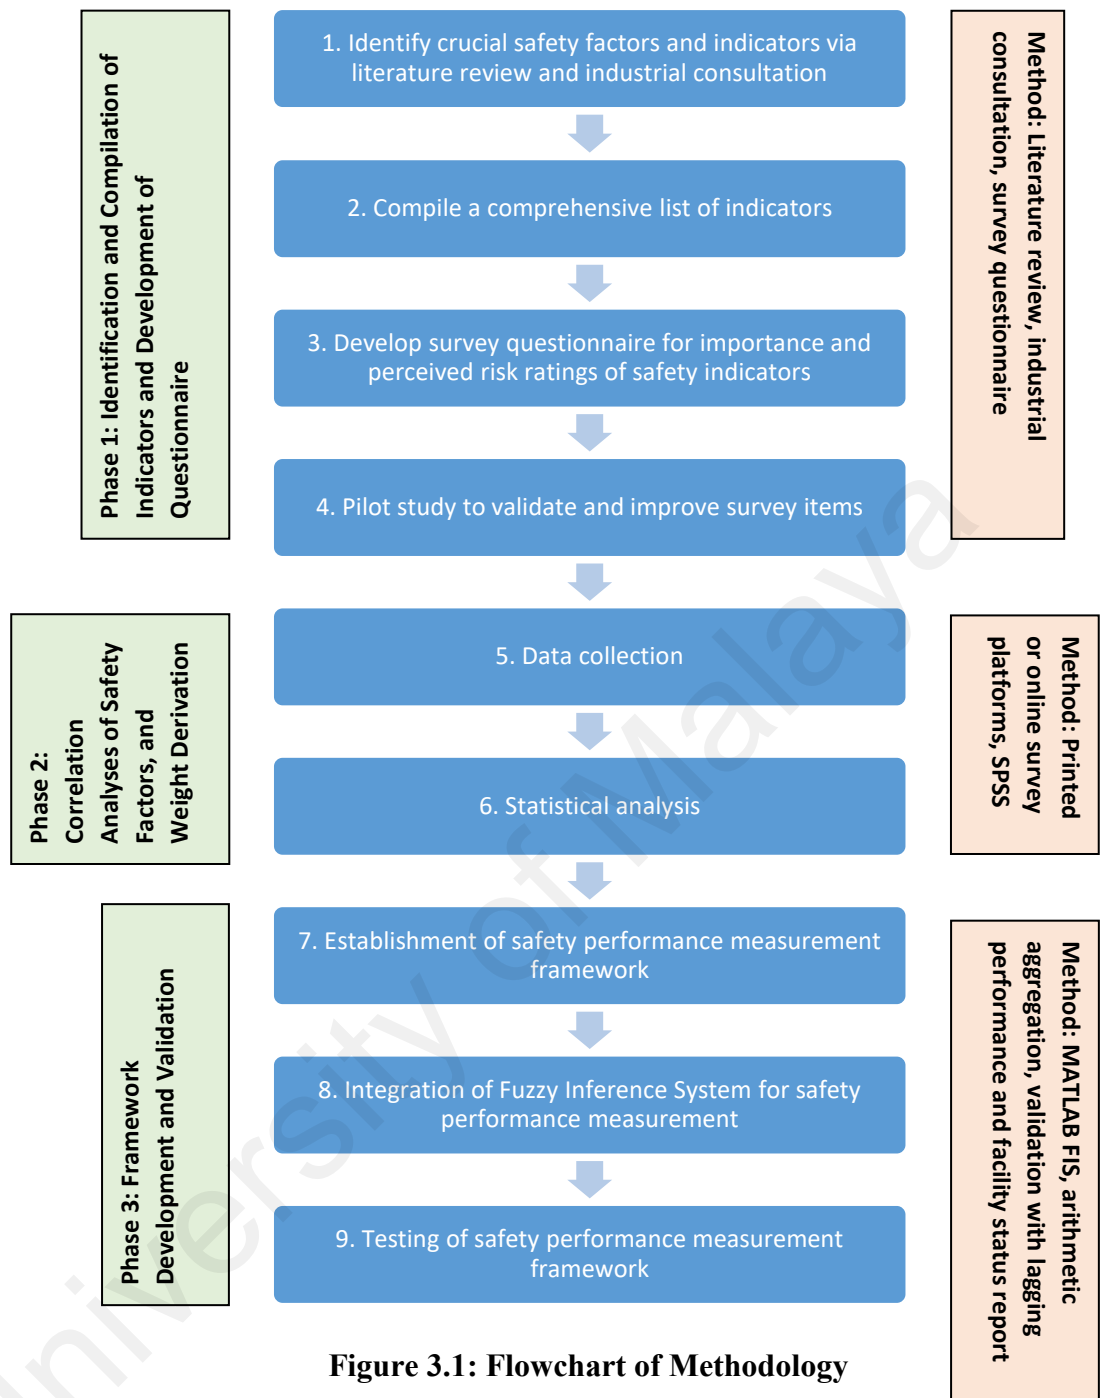 Phase 1: Identification and Compilation of
Indicators and Development of
Questionnaire
1. Identify crucial safety factors and indicators via
literature review and industrial consultation
2. Compile a comprehensive list of indicators
3. Develop survey questionnaire for importance and
perceived risk ratings of safety indicators
4. Pilot study to validate and improve survey items
Method: Literature review, industrial
consultation, survey questionnaire
Phase 2:
Correlation
Analyses of Safety
Factors, and
Weight Derivation
5. Data collection
6. Statistical analysis
Method: Printed
or online survey
platforms, SPSS
Phase 3: Framework
Development and Validation
7. Establishment of safety performance measurement
framework
8. Integration of Fuzzy Inference System for safety
performance measurement
9. Testing of safety performance measurement
framework
Method: MATLAB FIS, arithmetic
aggregation, validation with lagging
performance and facility status report
Figure 3.1: Flowchart of Methodology
University of Malaya